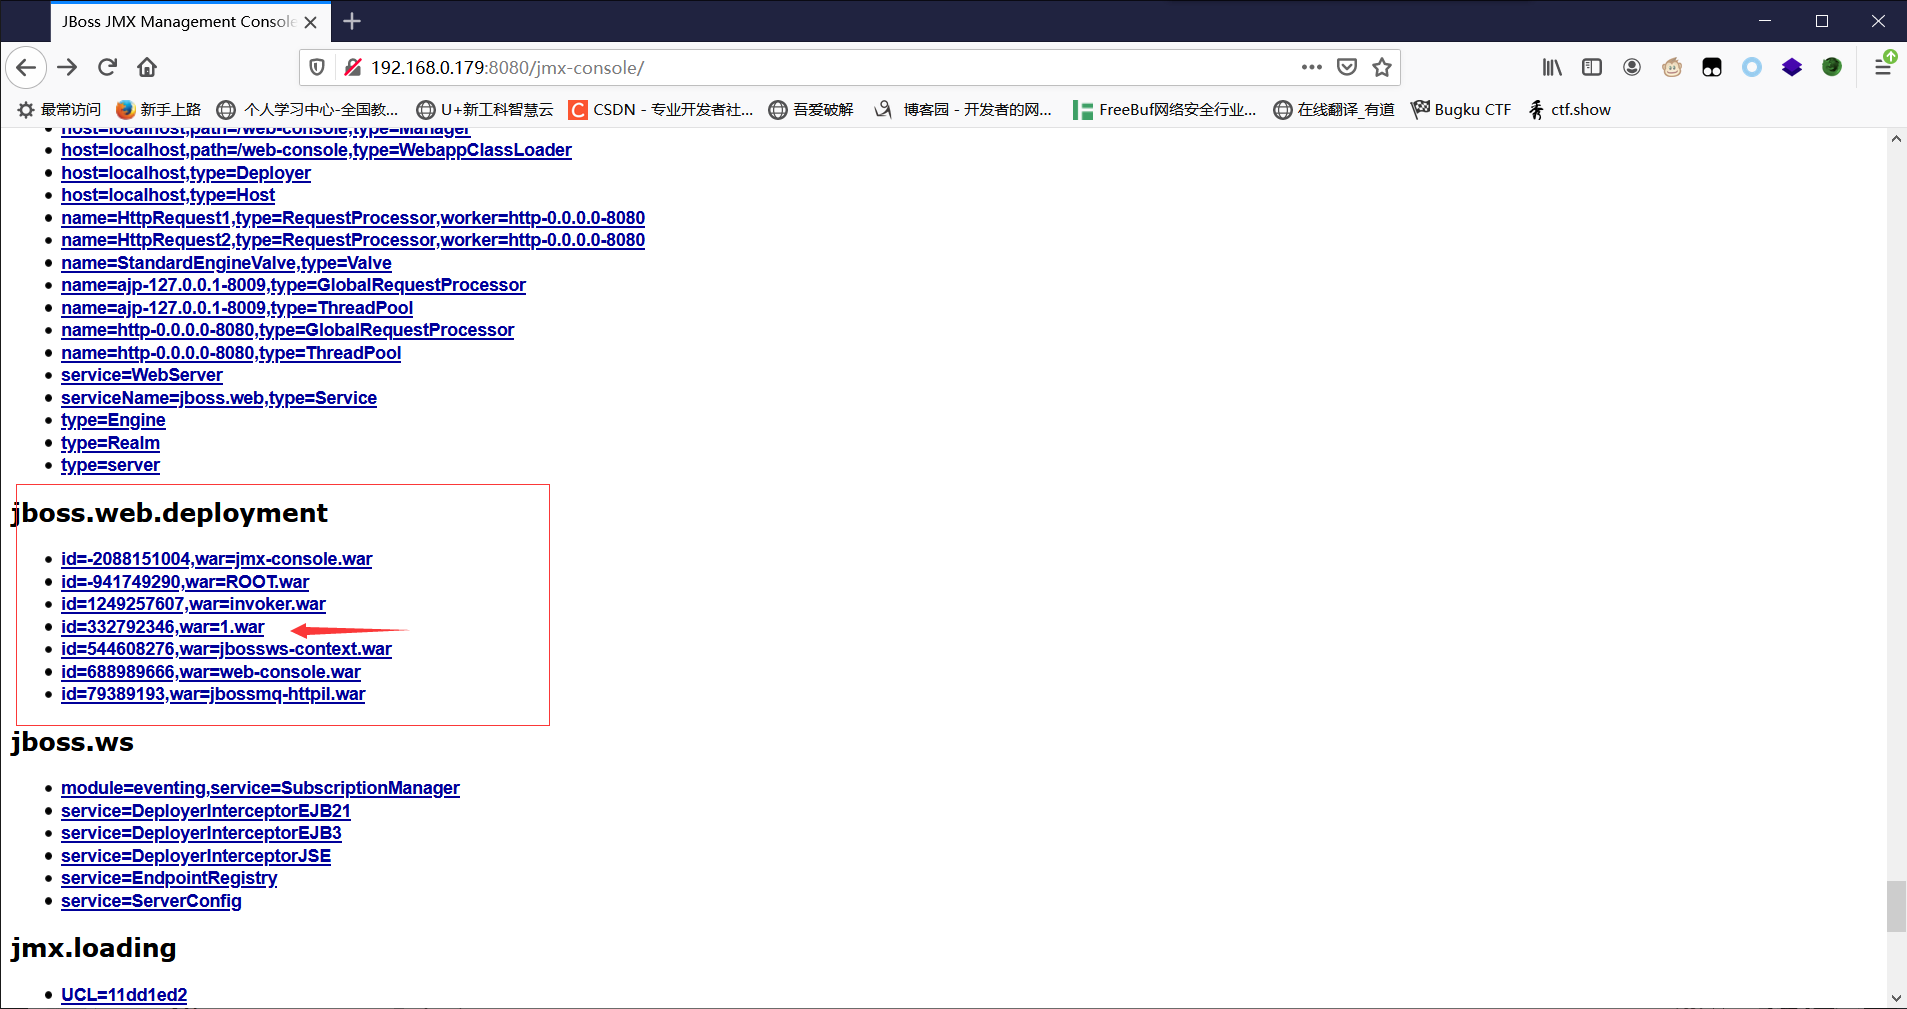 JBoss JMX Management Console
192.168.0.179:8080/jmx-console/
最常访问 新手上路 个人学习中心-全国教... U+新工科智慧云 CSDN - 专业开发者社... 吾爱破解 博客园 - 开发者的网... FreeBuf网络安全行业... 在线翻译_有道 Bugku CTF ctf.show
host=localhost,path=/web-console,type=Manager
host=localhost,path=/web-console,type=WebappClassLoader
host=localhost,type=Deployer
host=localhost,type=Host
name=HttpRequest1,type=RequestProcessor,worker=http-0.0.0.0-8080
name=HttpRequest2,type=RequestProcessor,worker=http-0.0.0.0-8080
name=StandardEngineValve,type=Valve
name=ajp-127.0.0.1-8009,type=GlobalRequestProcessor
name=ajp-127.0.0.1-8009,type=ThreadPool
name=http-0.0.0.0-8080,type=GlobalRequestProcessor
name=http-0.0.0.0-8080,type=ThreadPool
service=WebServer
serviceName=jboss.web,type=Service
type=Engine
type=Realm
type=server
jboss.web.deployment
id=-2088151004,war=jmx-console.war
id=-941749290,war=ROOT.war
id=1249257607,war=invoker.war
id=332792346,war=1.war
id=544608276,war=jbossws-context.war
id=688989666,war=web-console.war
id=79389193,war=jbossmq-httpil.war
jboss.ws
module=eventing,service=SubscriptionManager
service=DeployerInterceptorEJB21
service=DeployerInterceptorEJB3
service=DeployerInterceptorJSE
service=EndpointRegistry
service=ServerConfig
jmx.loading
UCL=11dd1ed2